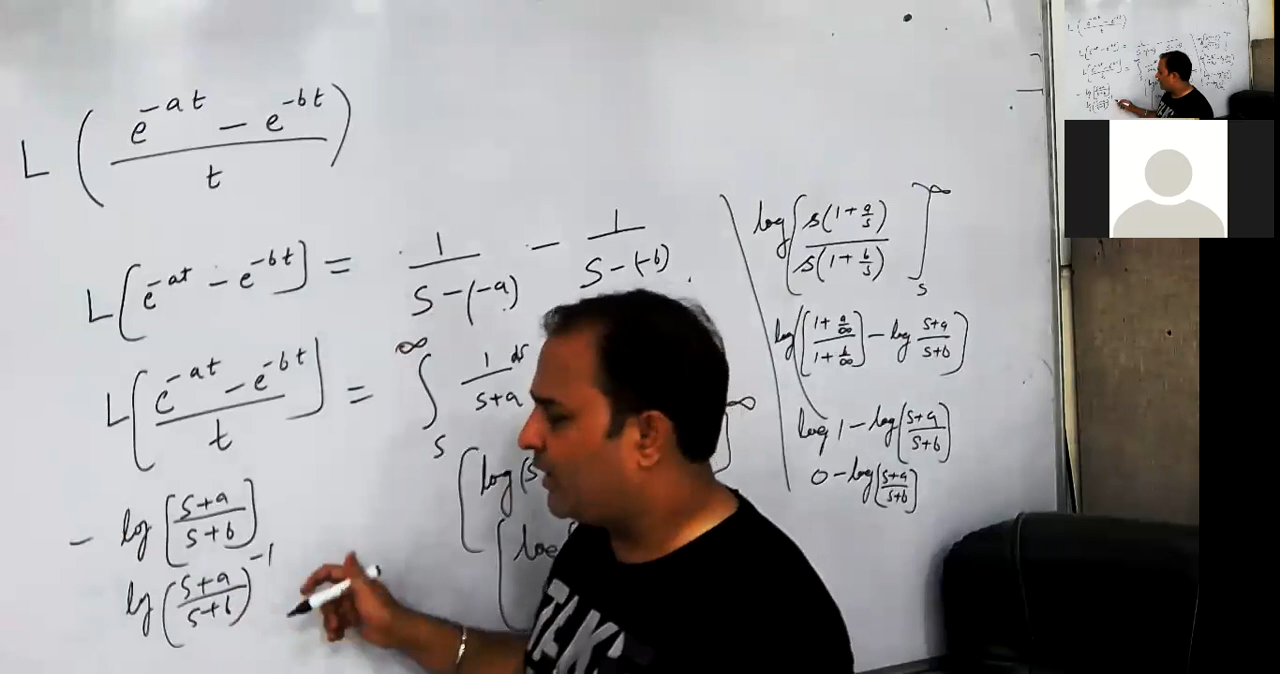 L ( (e^{-at} - e^{-bt}) / t )
L[e^{-at} - e^{-bt}] = 1/(S-(-a)) - 1/(S-(-b)).
L[(e^{-at} - e^{-bt}) / t] = ∫_S^∞ 1/(s+a) ds
[log(s
∞
[log
- log[(s+a)/(s+b)]
log((s+a)/(s+b))^{-1}
log[s(1+a/s) / s(1+b/s)]_s^∞
log[(1+a/∞)/(1+b/∞)] - log (s+a)/(s+b)]
log 1 - log[(s+a)/(s+b)]
0 - log[(s+a)/(s+b)]